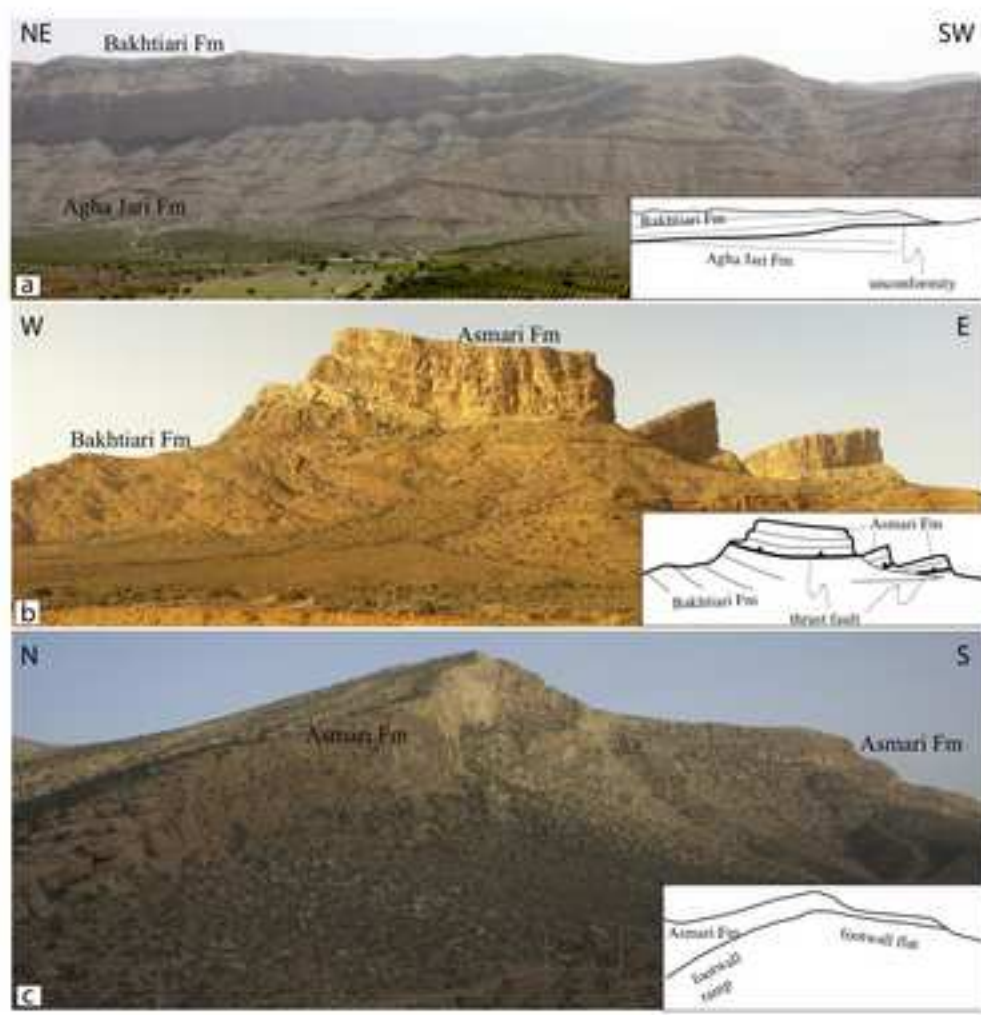 NE
SW
Bakhtiari Fm
Agha Jari Fm
Bakhtiari Fm
Agha Jari Fm
unconformity
a
W
E
Asmari Fm
Bakhtiari Fm
Asmari Fm
Bakhtiari Fm
thrust fault
b
N
S
Asmari Fm
Asmari Fm
Asmari Fm
footwall flat
footwall
ramp
c